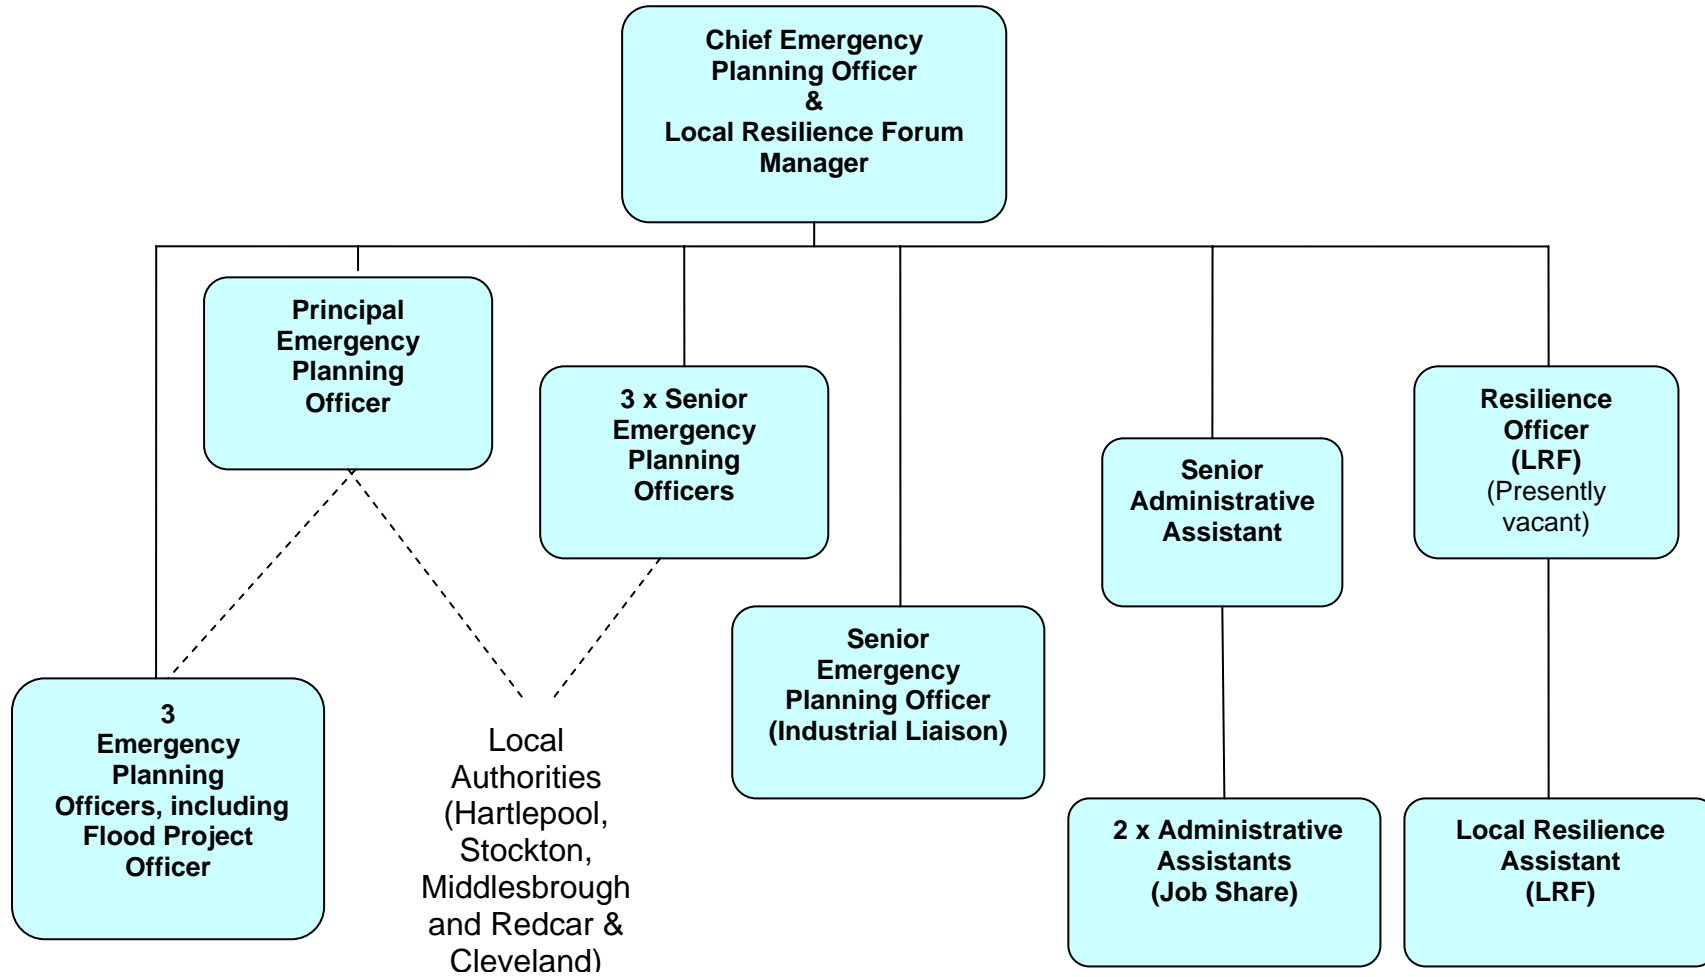 Chief Emergency
Planning Officer
&
Local Resilience Forum
Manager
Principal
Emergency
Planning
Officer
3 x Senior
Emergency
Planning
Officers
Resilience
Officer
(LRF)
(Presently
vacant)
Senior
Administrative
Assistant
Senior
Emergency
Planning Officer
(Industrial Liaison)
3
Emergency
Planning
Officers, including
Flood Project
Officer
Local
Authorities
(Hartlepool,
Stockton,
Middlesbrough
and Redcar &
Cleveland)
2 x Administrative
Assistants
(Job Share)
Local Resilience
Assistant
(LRF)